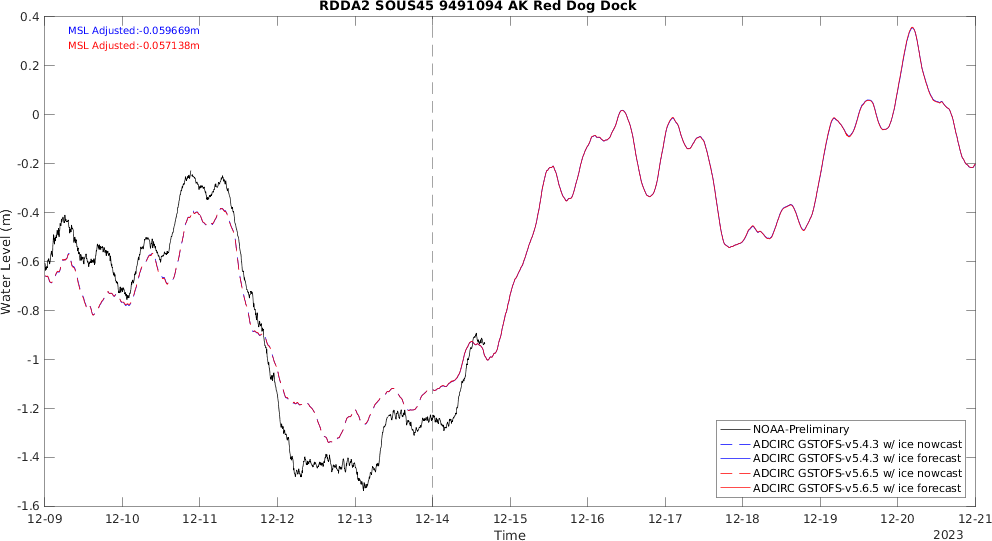 RDDA2 SOUS45 9491094 AK Red Dog Dock
MSL Adjusted:-0.059669m
MSL Adjusted:-0.057138m
0.4
0.2
0
-0.2
-0.4
-0.6
-0.8
-1
-1.2
-1.4
-1.6
Water Level (m)
NOAA-Preliminary
ADCIRC GSTOFS-v5.4.3 w/ ice nowcast
ADCIRC GSTOFS-v5.4.3 w/ ice forecast
ADCIRC GSTOFS-v5.6.5 w/ ice nowcast
ADCIRC GSTOFS-v5.6.5 w/ ice forecast
12-09 12-10 12-11 12-12 12-13 12-14 12-15 12-16 12-17 12-18 12-19 12-20 12-21
Time
2023